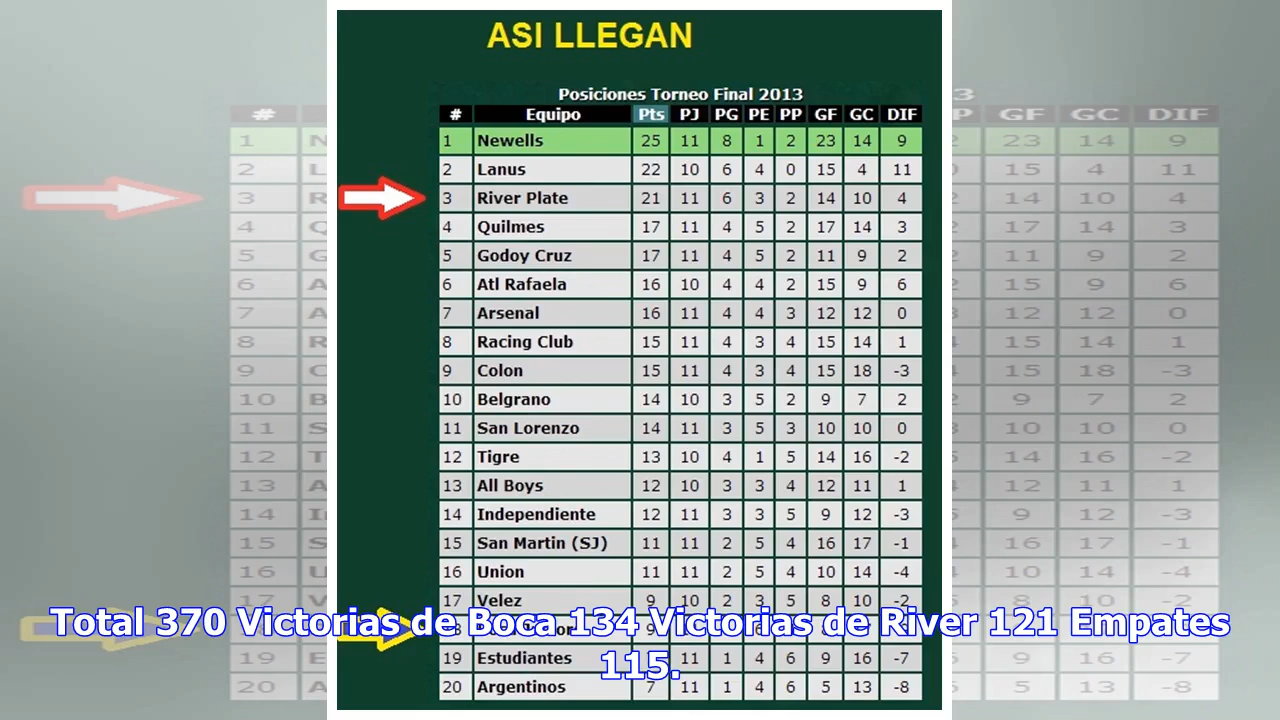 ASI LLEGAN
Posiciones Torneo Final 2013
# Equipo Pts PJ PG PE PP GF GC DIF
1 Newells 25 11 8 1 2 23 14 9
2 Lanus 22 10 6 4 0 15 4 11
3 River Plate 21 11 6 3 2 14 10 4
4 Quilmes 17 11 4 5 2 17 14 3
5 Godoy Cruz 17 11 4 5 2 11 9 2
6 Atl Rafaela 16 10 4 4 2 15 9 6
7 Arsenal 16 11 4 4 3 12 12 0
8 Racing Club 15 11 4 3 4 15 14 1
9 Colon 15 11 4 3 4 15 18 -3
10 Belgrano 14 10 3 5 2 9 7 2
11 San Lorenzo 14 11 3 5 3 10 10 0
12 Tigre 13 10 4 1 5 14 16 -2
13 All Boys 12 10 3 3 4 12 11 1
14 Independiente 12 11 3 3 5 9 12 -3
15 San Martin (SJ) 11 11 2 5 4 16 17 -1
16 Union 11 11 2 5 4 10 14 -4
17 Velez 9 10 2 3 5 8 10 -2
Total 370 Victorias de Boca 134 Victorias de River 121 Empates
115.
19 Estudiantes 11 1 4 6 9 16 -7
20 Argentinos 7 11 1 4 6 5 13 -8